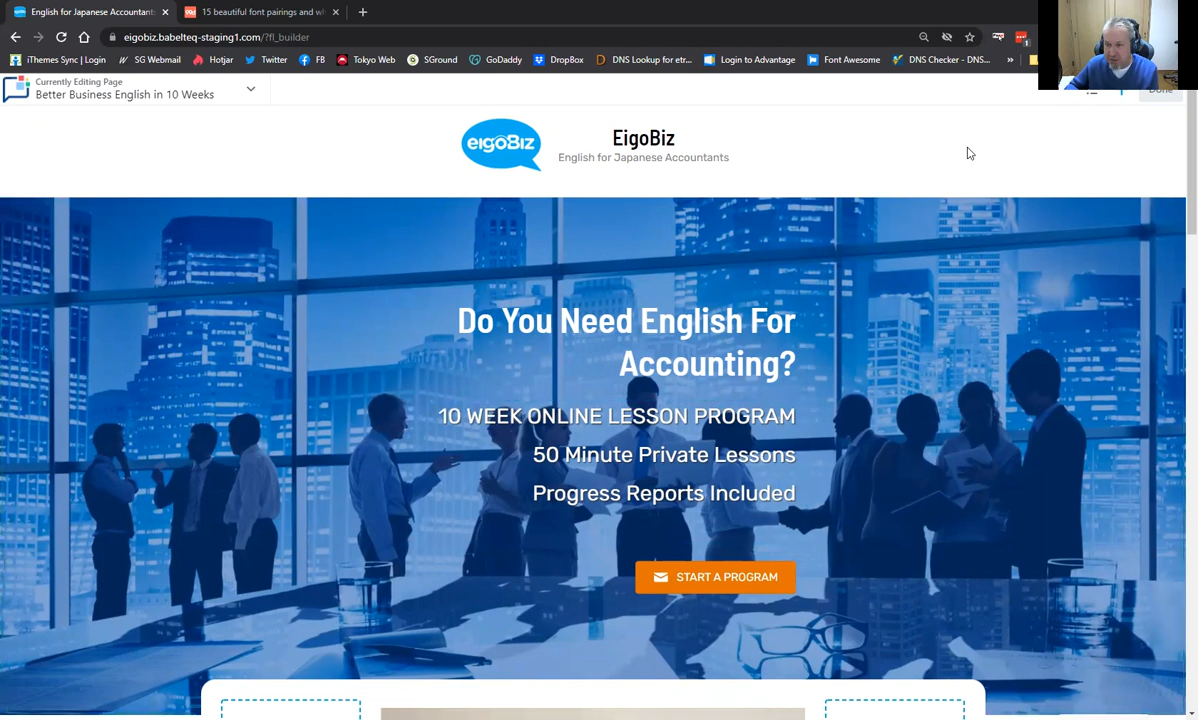 English for Japanese Accountants
15 beautiful font pairings and w
eigobiz.babelteq-staging1.com/?fl_builder
iThemes Sync | Login
SG Webmail
Hotjar
Twitter
FB
Tokyo Web
SGround
GoDaddy
DropBox
DNS Lookup for etr...
Login to Advantage
Font Awesome
DNS Checker - DNS...
Currently Editing Page
Better Business English in 10 Weeks
eigoBiz
EigoBiz
English for Japanese Accountants
Do You Need English For
Accounting?
10 WEEK ONLINE LESSON PROGRAM
50 Minute Private Lessons
Progress Reports Included
START A PROGRAM